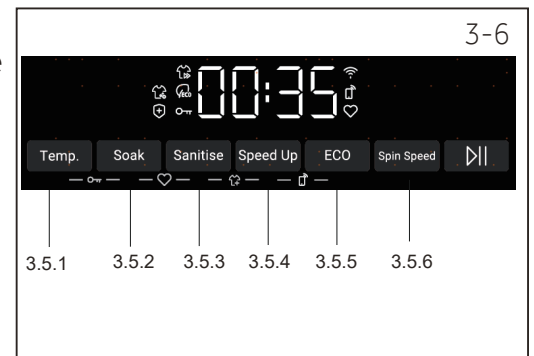 3-6
e
00:35
ECO
Temp. Soak Sanitise Speed Up ECO Spin Speed
3.5.1 3.5.2 3.5.3 3.5.4 3.5.5 3.5.6